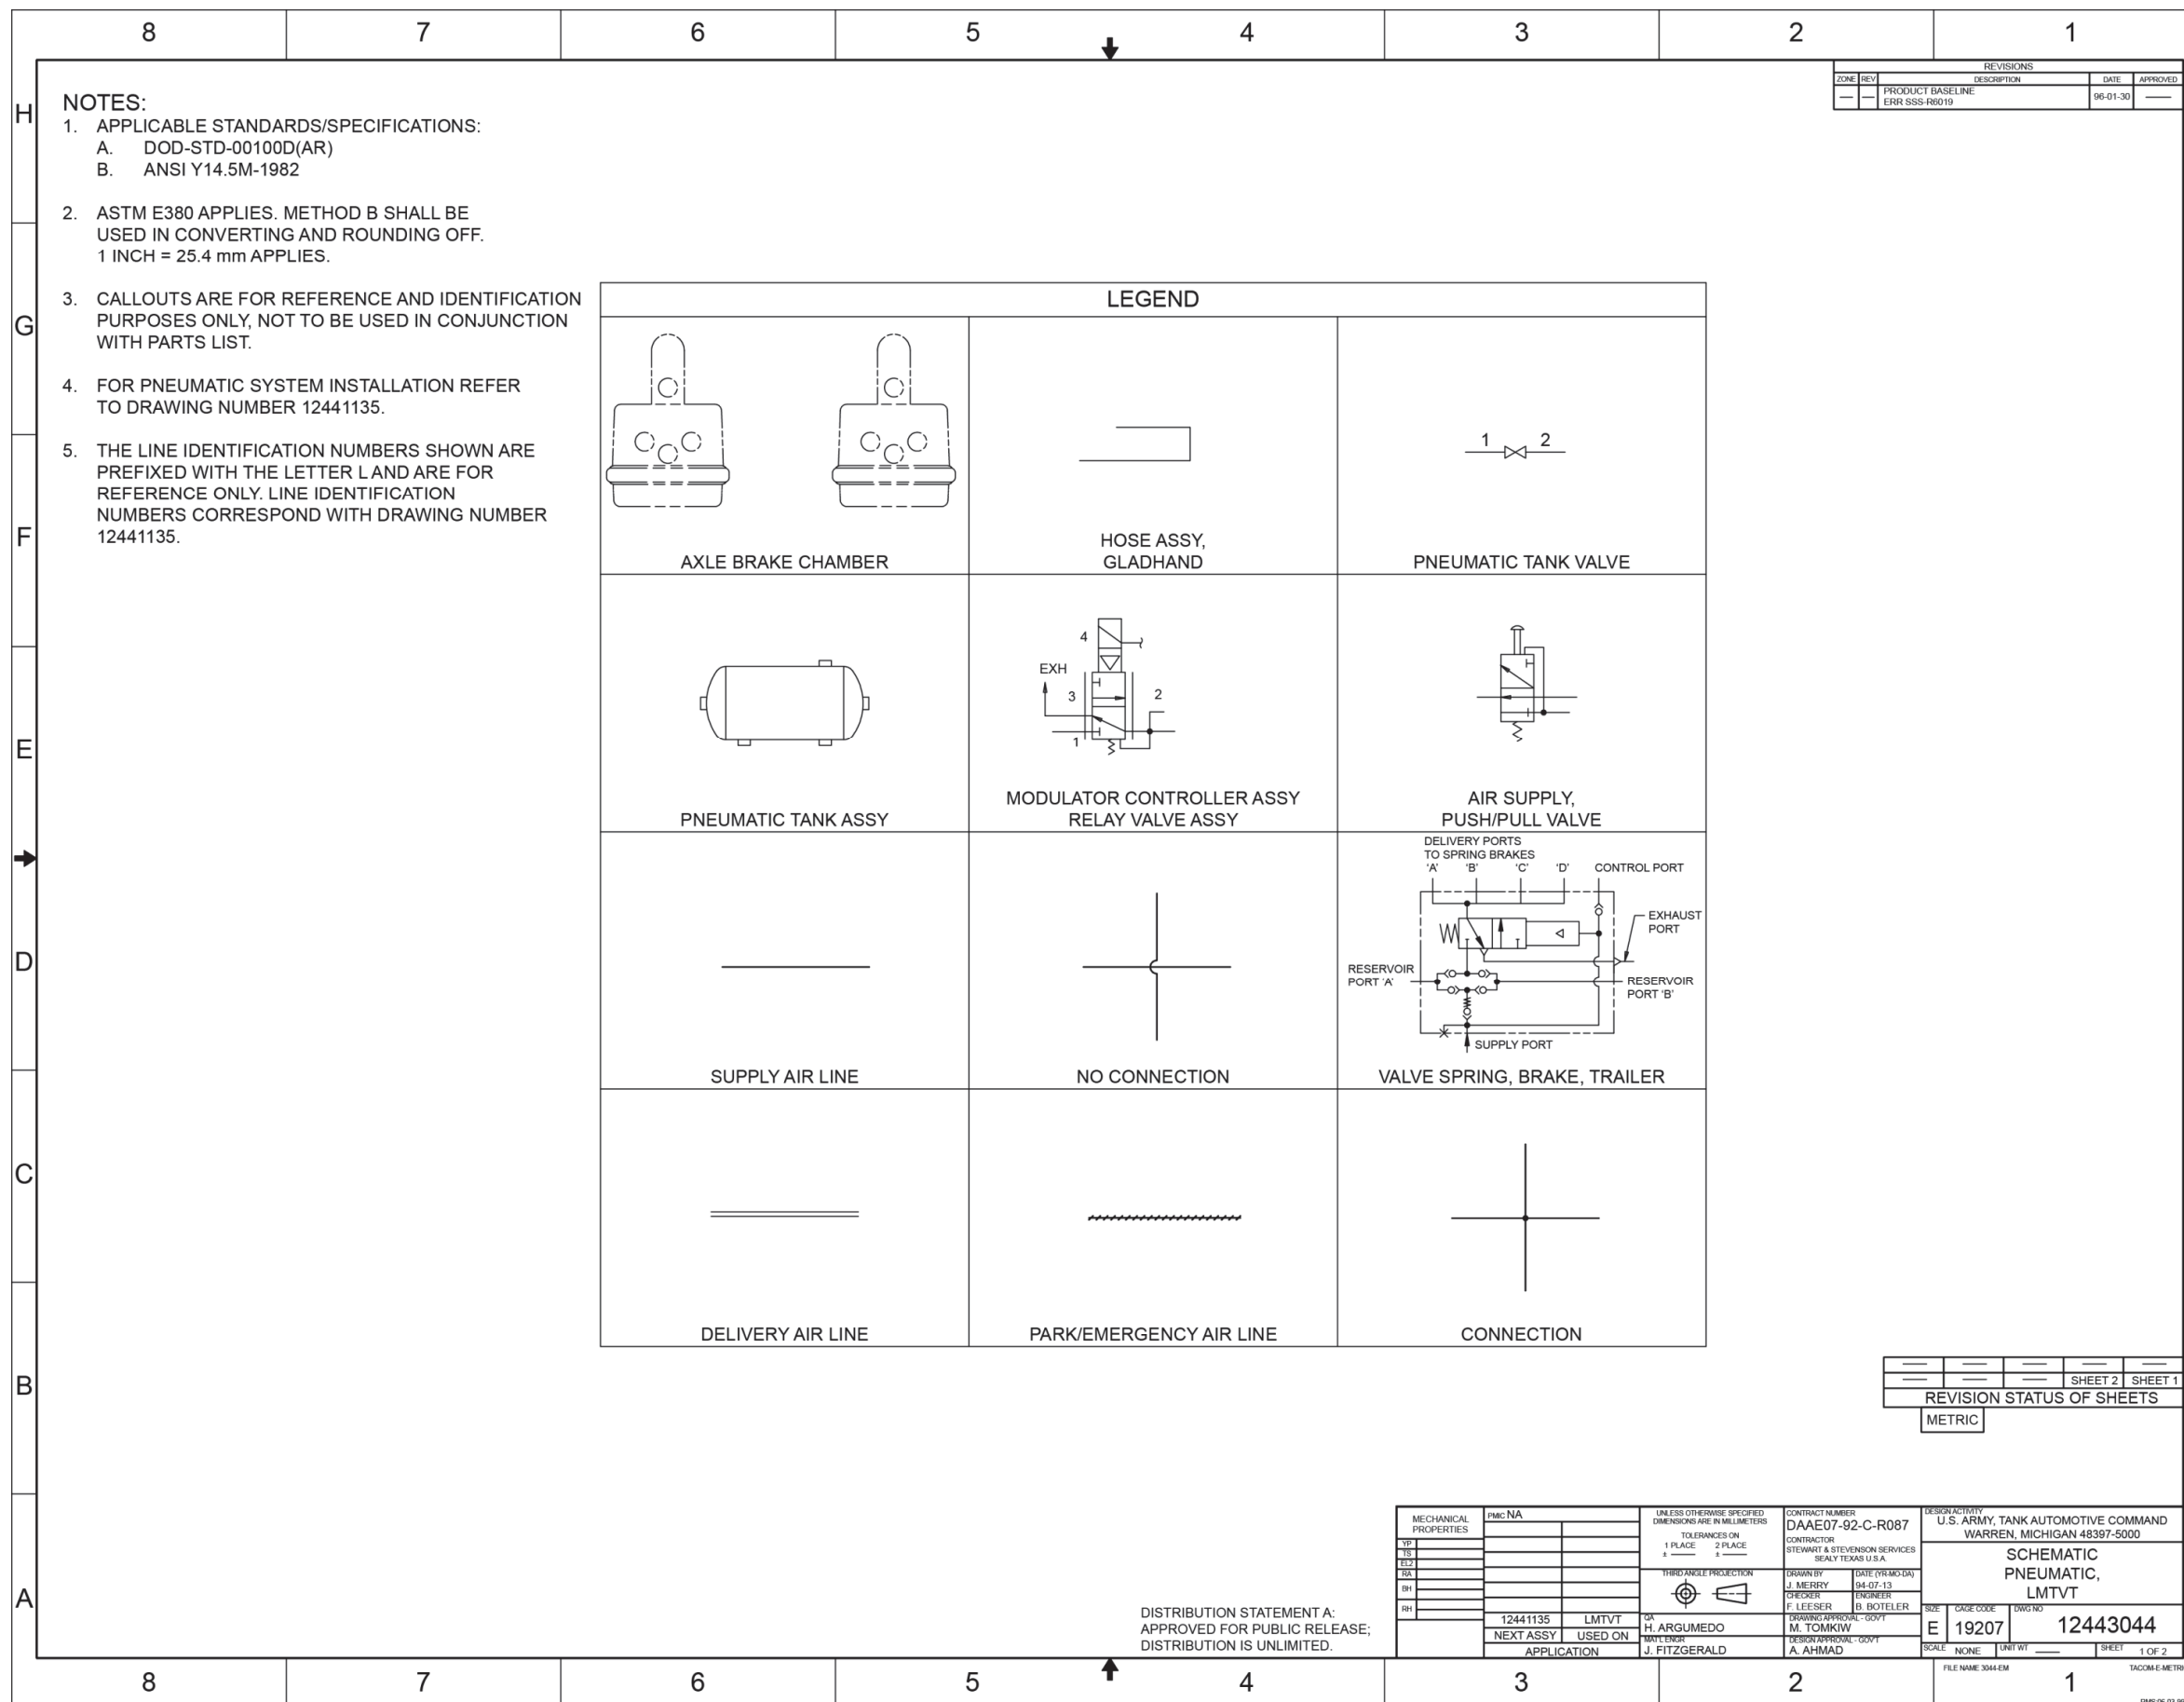 8 7 6 5 4 3 2 1
H
G
F
E
D
C
B
A
REVISIONS
ZONE REV DESCRIPTION DATE APPROVED
— — PRODUCT BASELINE
ERR SSS-R6019 96-01-30 —
NOTES:
1. APPLICABLE STANDARDS/SPECIFICATIONS:
A. DOD-STD-00100D(AR)
B. ANSI Y14.5M-1982
2. ASTM E380 APPLIES. METHOD B SHALL BE
USED IN CONVERTING AND ROUNDING OFF.
1 INCH = 25.4 mm APPLIES.
3. CALLOUTS ARE FOR REFERENCE AND IDENTIFICATION
PURPOSES ONLY, NOT TO BE USED IN CONJUNCTION
WITH PARTS LIST.
4. FOR PNEUMATIC SYSTEM INSTALLATION REFER
TO DRAWING NUMBER 12441135.
5. THE LINE IDENTIFICATION NUMBERS SHOWN ARE
PREFIXED WITH THE LETTER L AND ARE FOR
REFERENCE ONLY. LINE IDENTIFICATION
NUMBERS CORRESPOND WITH DRAWING NUMBER
12441135.
LEGEND
AXLE BRAKE CHAMBER
HOSE ASSY,
GLADHAND
1 2
PNEUMATIC TANK VALVE
PNEUMATIC TANK ASSY
4
EXH
3 2
1
MODULATOR CONTROLLER ASSY
RELAY VALVE ASSY
AIR SUPPLY,
PUSH/PULL VALVE
SUPPLY AIR LINE
NO CONNECTION
DELIVERY PORTS
TO SPRING BRAKES
'A' 'B' 'C' 'D' CONTROL PORT
EXHAUST
PORT
RESERVOIR
PORT 'A'
RESERVOIR
PORT 'B'
SUPPLY PORT
VALVE SPRING, BRAKE, TRAILER
DELIVERY AIR LINE
PARK/EMERGENCY AIR LINE
CONNECTION
SHEET 2 SHEET 1
REVISION STATUS OF SHEETS
METRIC
DISTRIBUTION STATEMENT A:
APPROVED FOR PUBLIC RELEASE;
DISTRIBUTION IS UNLIMITED.
MECHANICAL
PROPERTIES
YP
TS
EL2
RA
BH
RH
PMIC NA
12441135 LMTVT
NEXT ASSY USED ON
APPLICATION
UNLESS OTHERWISE SPECIFIED
DIMENSIONS ARE IN MILLIMETERS
TOLERANCES ON
1 PLACE 2 PLACE
± — ± —
THIRD ANGLE PROJECTION
QA
H. ARGUMEDO
MAT'L ENGR
J. FITZGERALD
CONTRACT NUMBER
DAAE07-92-C-R087
CONTRACTOR
STEWART & STEVENSON SERVICES
SEALY TEXAS U.S.A.
DRAWN BY DATE (YR-MO-DA)
J. MERRY 94-07-13
CHECKER ENGINEER
F. LEESER B. BOTELER
DRAWING APPROVAL - GOV'T
M. TOMKIW
DESIGN APPROVAL - GOV'T
A. AHMAD
DESIGN ACTIVITY
U.S. ARMY, TANK AUTOMOTIVE COMMAND
WARREN, MICHIGAN 48397-5000
SCHEMATIC
PNEUMATIC,
LMTVT
SIZE CAGE CODE DWG NO
E 19207 12443044
SCALE NONE UNIT WT — SHEET 1 OF 2
8 7 6 5 4 3 2 1
FILE NAME 3044-EM TACOM-E-METRI